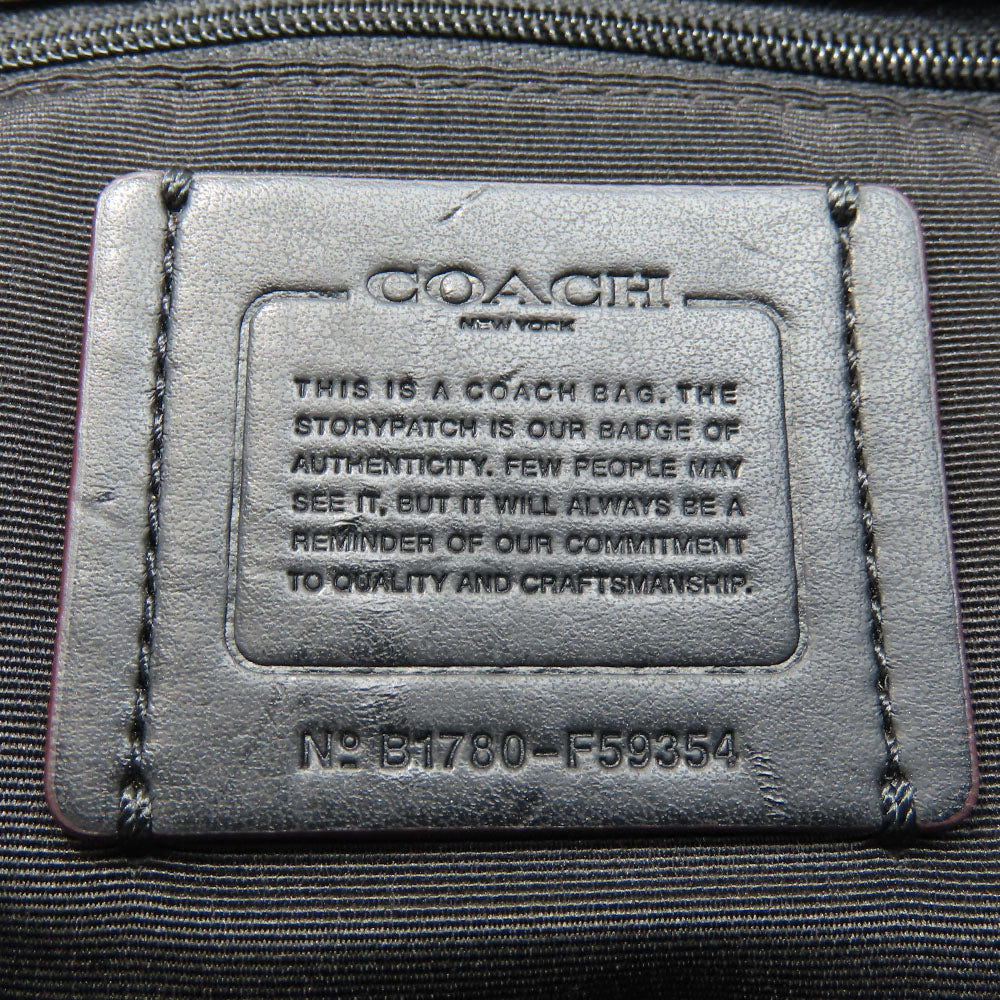 COACH
NEW YORK
THIS IS A COACH BAG. THE
STORYPATCH IS OUR BADGE OF
AUTHENTICITY. FEW PEOPLE MAY
SEE IT, BUT IT WILL ALWAYS BE A
REMINDER OF OUR COMMITMENT
TO QUALITY AND CRAFTSMANSHIP.
Nº B1780-F59354